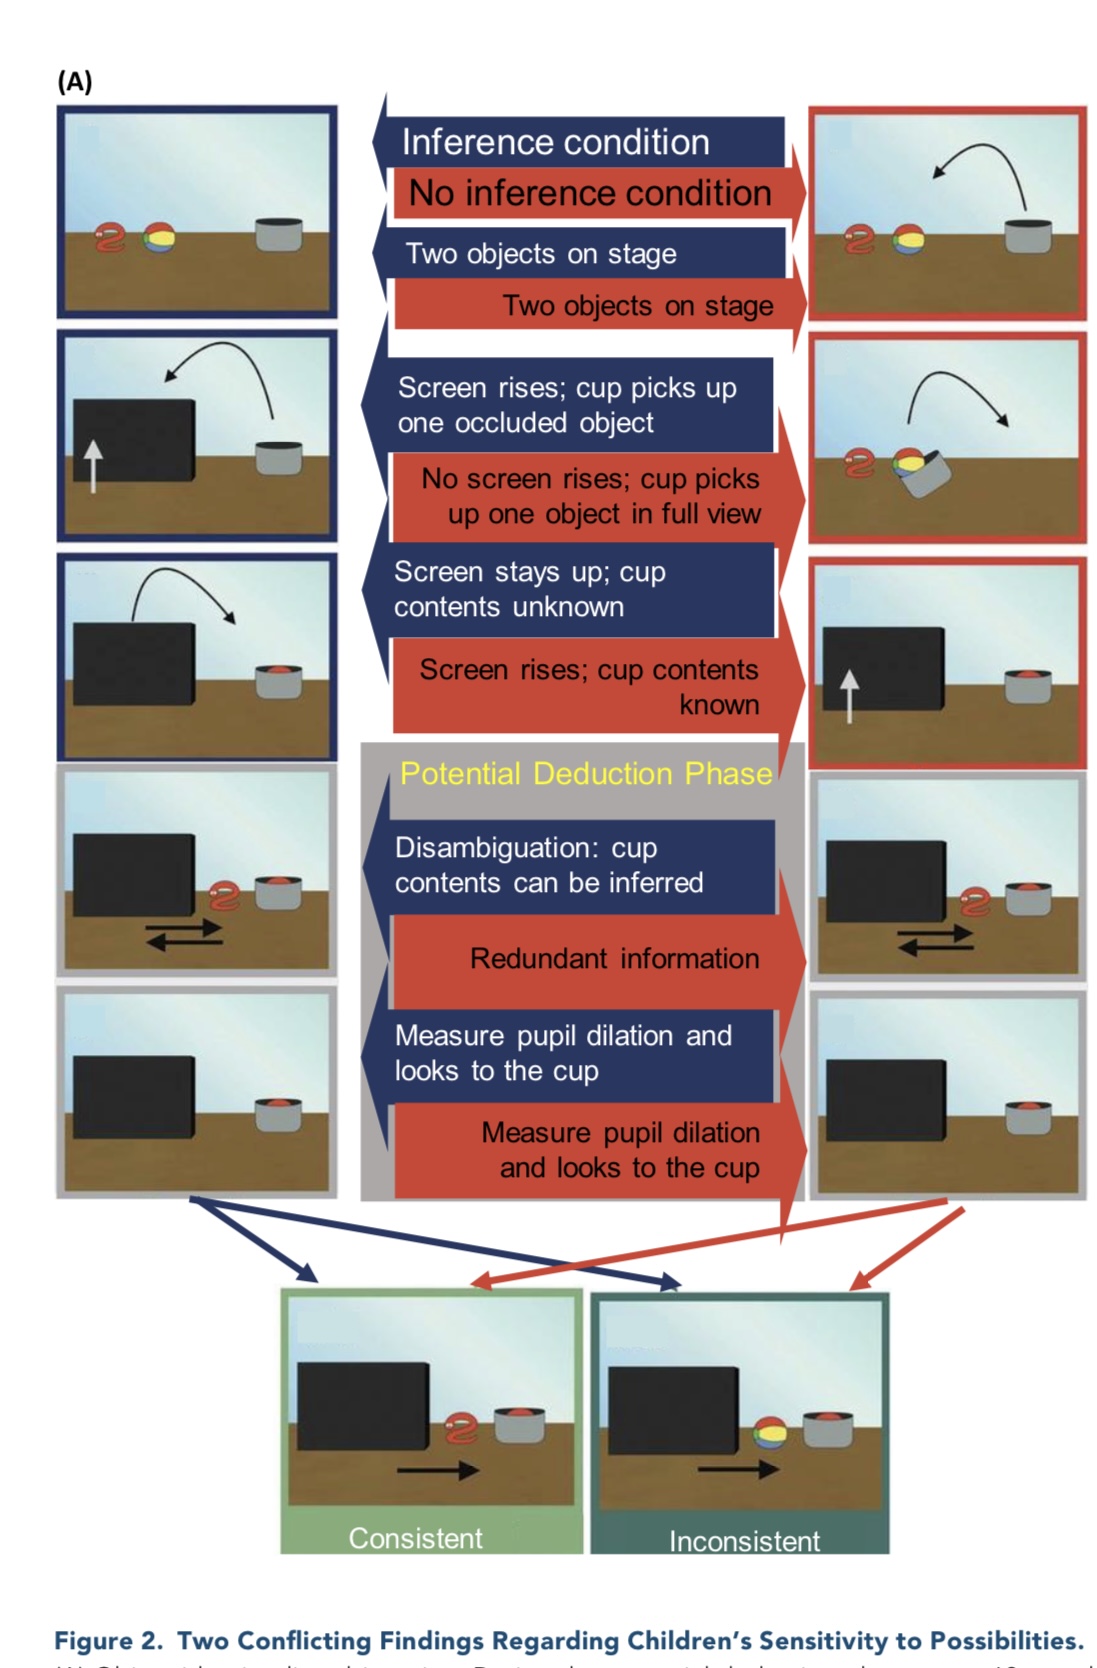 (A)
Inference condition
No inference condition
Two objects on stage
Two objects on stage
Screen rises; cup picks up
one occluded object
No screen rises; cup picks
up one object in full view
Screen stays up; cup
contents unknown
Screen rises; cup contents
known
Potential Deduction Phase
Disambiguation: cup
contents can be inferred
Redundant information
Measure pupil dilation and
looks to the cup
Measure pupil dilation
and looks to the cup
Consistent
Inconsistent
Figure 2. Two Conflicting Findings Regarding Children’s Sensitivity to Possibilities.